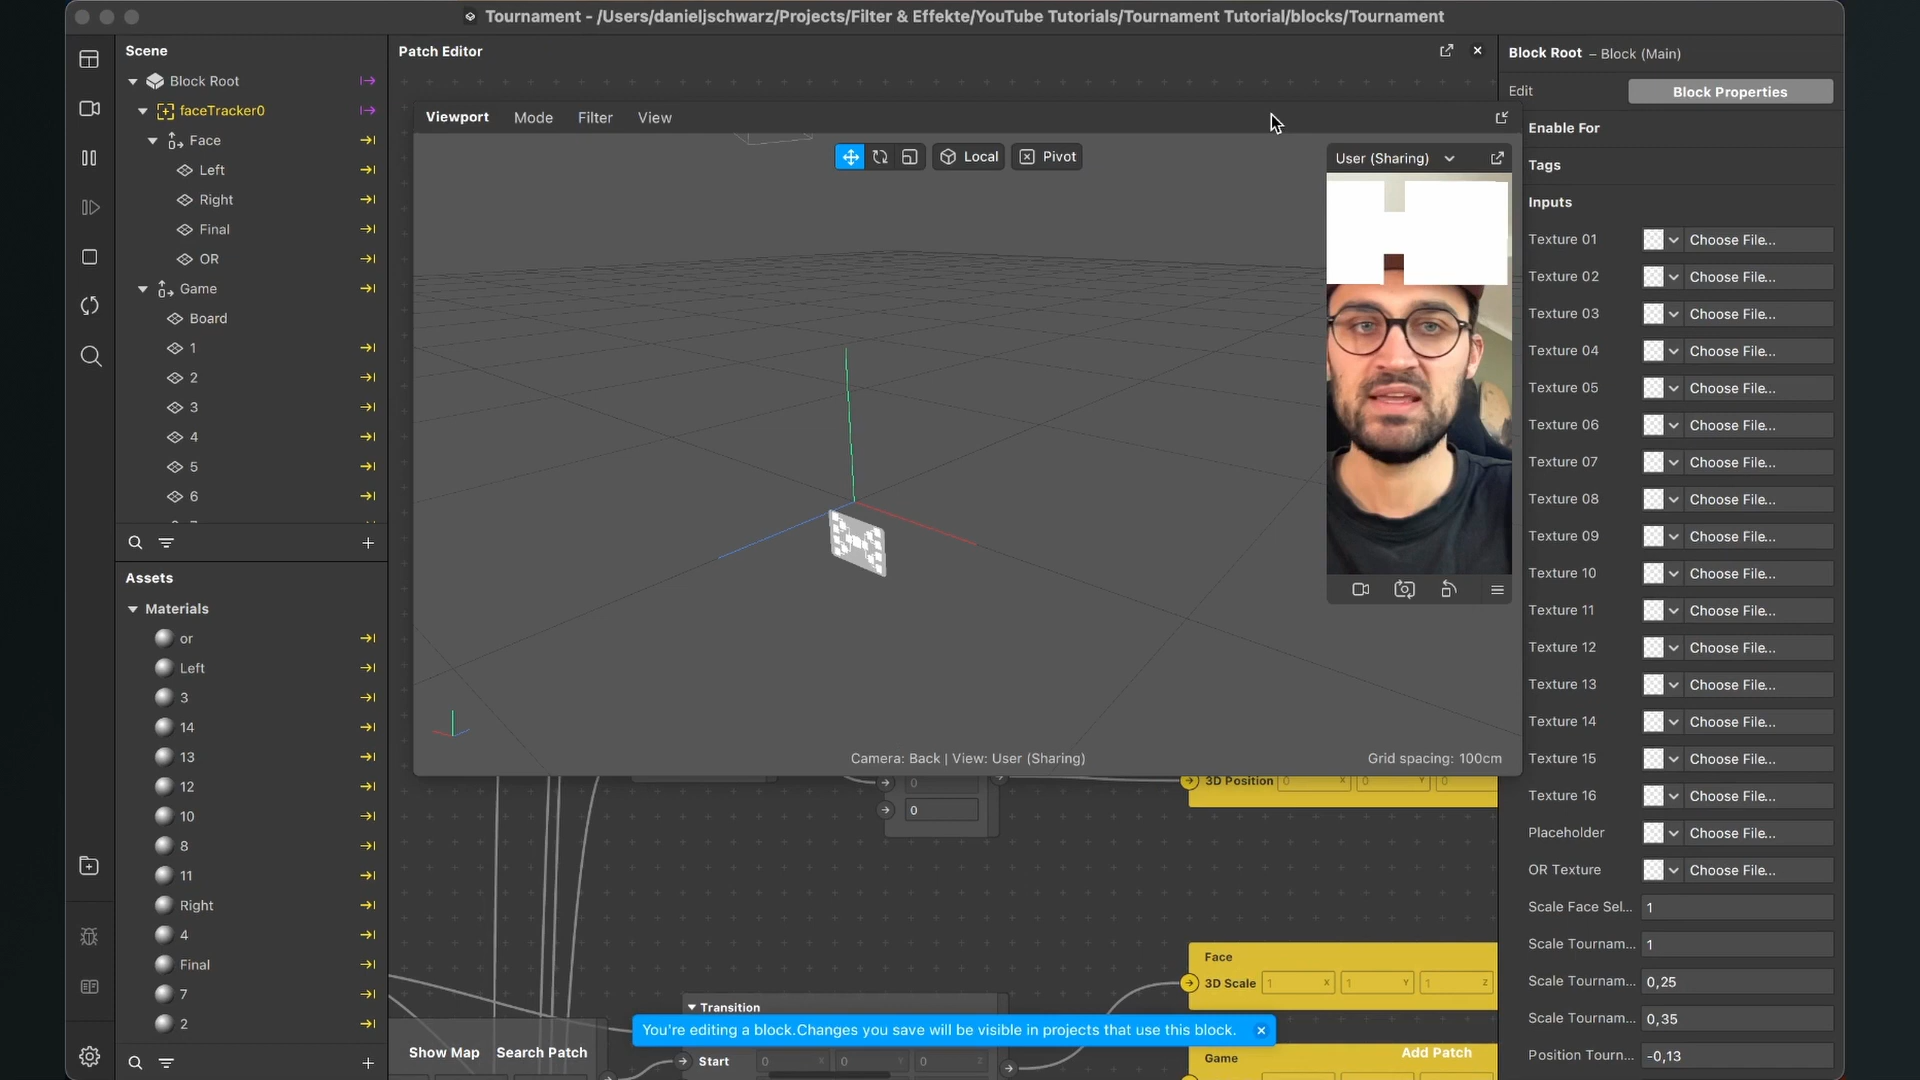 Tournament - /Users/danieljschwarz/Projects/Filter & Effekte/YouTube Tutorials/Tournament Tutorial/blocks/Tournament
Scene
Block Root
faceTracker0
Face
Left
Right
Final
OR
Game
Board
1
2
3
4
5
6
Assets
Materials
or
Left
3
14
13
12
10
8
11
Right
4
Final
7
2
Patch Editor
Viewport Mode Filter View
Local Pivot
User (Sharing)
Camera: Back | View: User (Sharing)
Grid spacing: 100cm
0
0
3D Position 0 X 0 Y 0
Face
3D Scale 1 X 1 Y 1 Z
Transition
You're editing a block.Changes you save will be visible in projects that use this block.
Show Map Search Patch
Start 0 0 0
Game
Add Patch
Block Root – Block (Main)
Edit Block Properties
Enable For
Tags
Inputs
Texture 01 Choose File...
Texture 02 Choose File...
Texture 03 Choose File...
Texture 04 Choose File...
Texture 05 Choose File...
Texture 06 Choose File...
Texture 07 Choose File...
Texture 08 Choose File...
Texture 09 Choose File...
Texture 10 Choose File...
Texture 11 Choose File...
Texture 12 Choose File...
Texture 13 Choose File...
Texture 14 Choose File...
Texture 15 Choose File...
Texture 16 Choose File...
Placeholder Choose File...
OR Texture Choose File...
Scale Face Sel... 1
Scale Tournam... 1
Scale Tournam... 0,25
Scale Tournam... 0,35
Position Tourn... -0,13